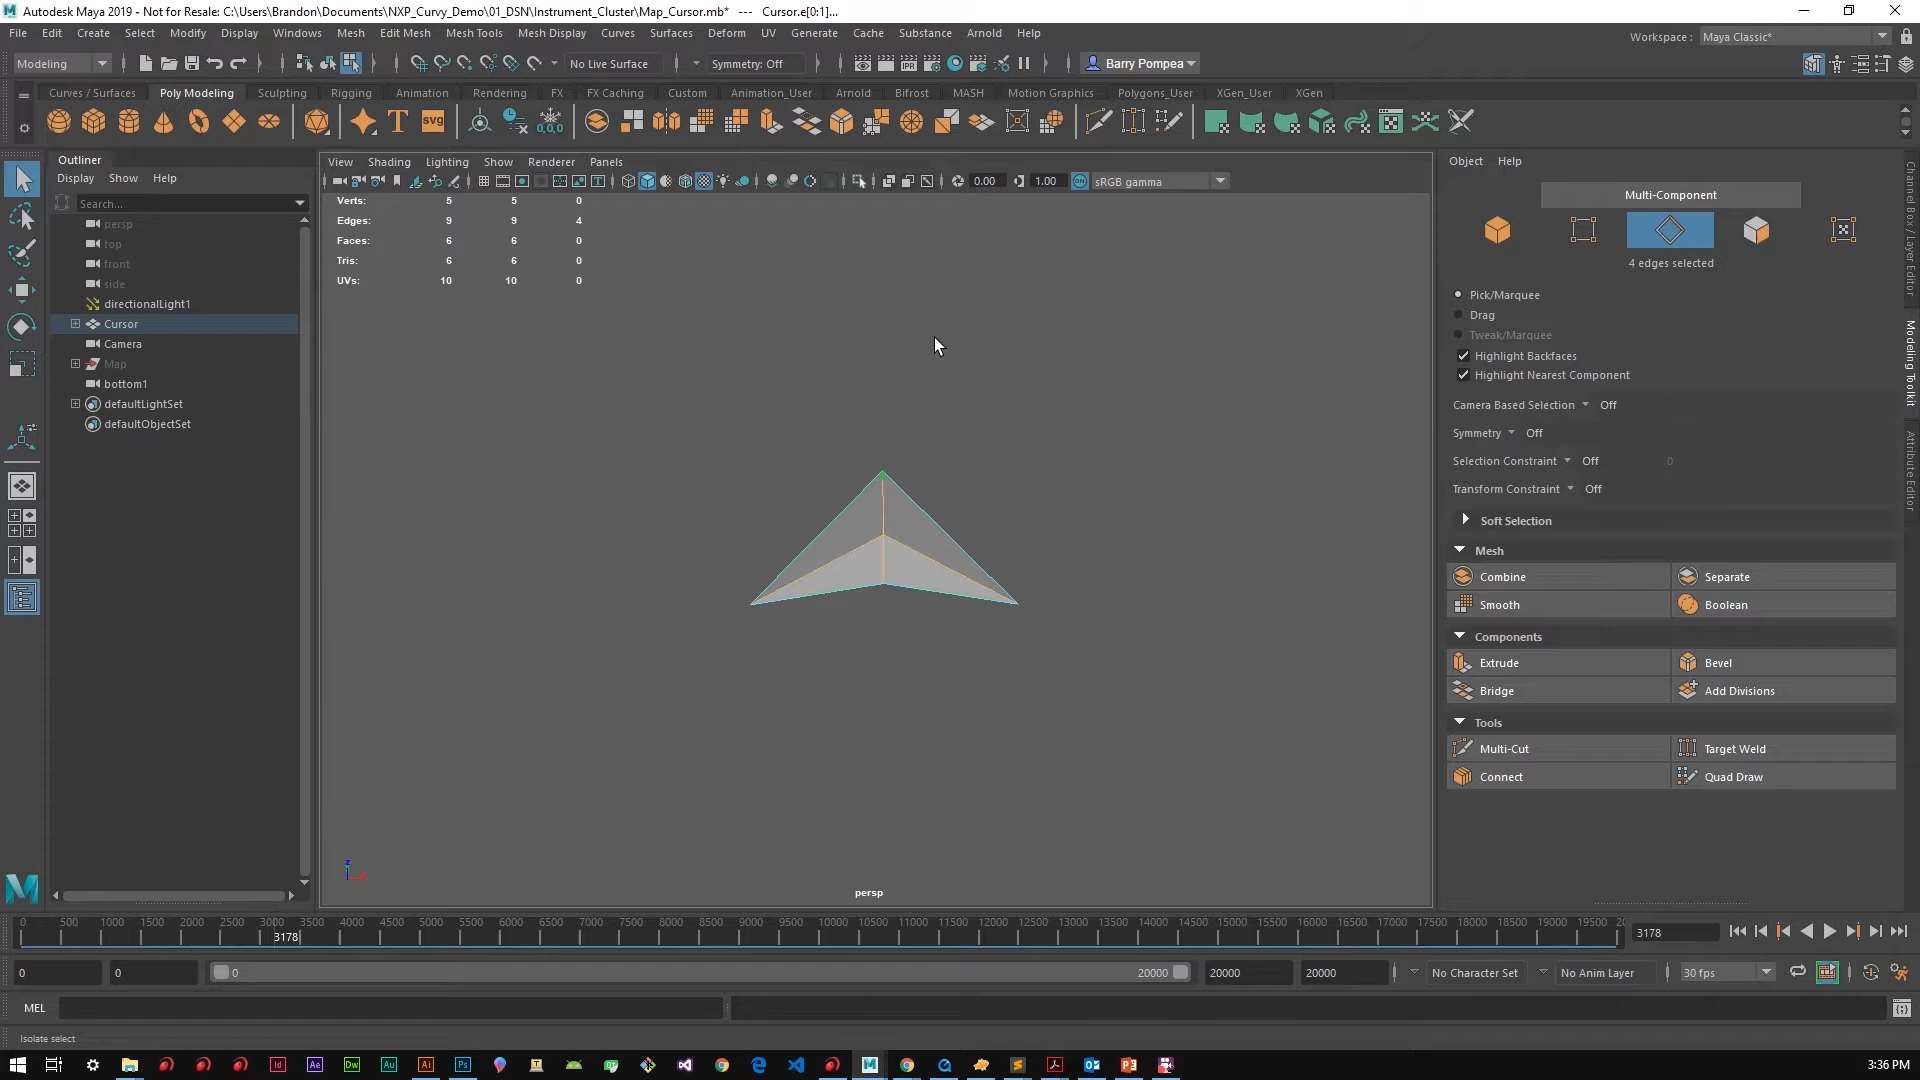 Autodesk Maya 2019 - Not for Resale: C:\Users\Brandon\Documents\NXP_Curvy_Demo\01_DSN\Instrument_Cluster\Map_Cursor.mb* --- Cursor.e[0:1]...
File Edit Create Select Modify Display Windows Mesh Edit Mesh Mesh Tools Mesh Display Curves Surfaces Deform UV Generate Cache Substance Arnold Help
Workspace : Maya Classic*
Modeling No Live Surface Symmetry: Off Barry Pompea
Curves / Surfaces Poly Modeling Sculpting Rigging Animation Rendering FX FX Caching Custom Animation_User Arnold Bifrost MASH Motion Graphics Polygons_User XGen_User XGen
Outliner
Display Show Help
Search...
persp
top
front
side
directionalLight1
Cursor
Camera
Map
bottom1
defaultLightSet
defaultObjectSet
View Shading Lighting Show Renderer Panels
0.00 1.00 sRGB gamma
Verts: 5 5 0
Edges: 9 9 4
Faces: 6 6 0
Tris: 6 6 0
UVs: 10 10 0
persp
Object Help
Multi-Component
4 edges selected
Pick/Marquee
Drag
Tweak/Marquee
Highlight Backfaces
Highlight Nearest Component
Camera Based Selection Off
Symmetry Off
Selection Constraint Off 0
Transform Constraint Off
Soft Selection
Mesh
Combine Separate
Smooth Boolean
Components
Extrude Bevel
Bridge Add Divisions
Tools
Multi-Cut Target Weld
Connect Quad Draw
Channel Box / Layer Editor
Modeling Toolkit
Attribute Editor
0 500 1000 1500 2000 2500 3000 3500 4000 4500 5000 5500 6000 6500 7000 7500 8000 8500 9000 9500 10000 10500 11000 11500 12000 12500 13000 13500 14000 14500 15000 15500 16000 16500 17000 17500 18000 18500 19000 19500 20
3178 3178
0 0 0 20000 20000 20000 No Character Set No Anim Layer 30 fps
MEL
Isolate select
3:36 PM